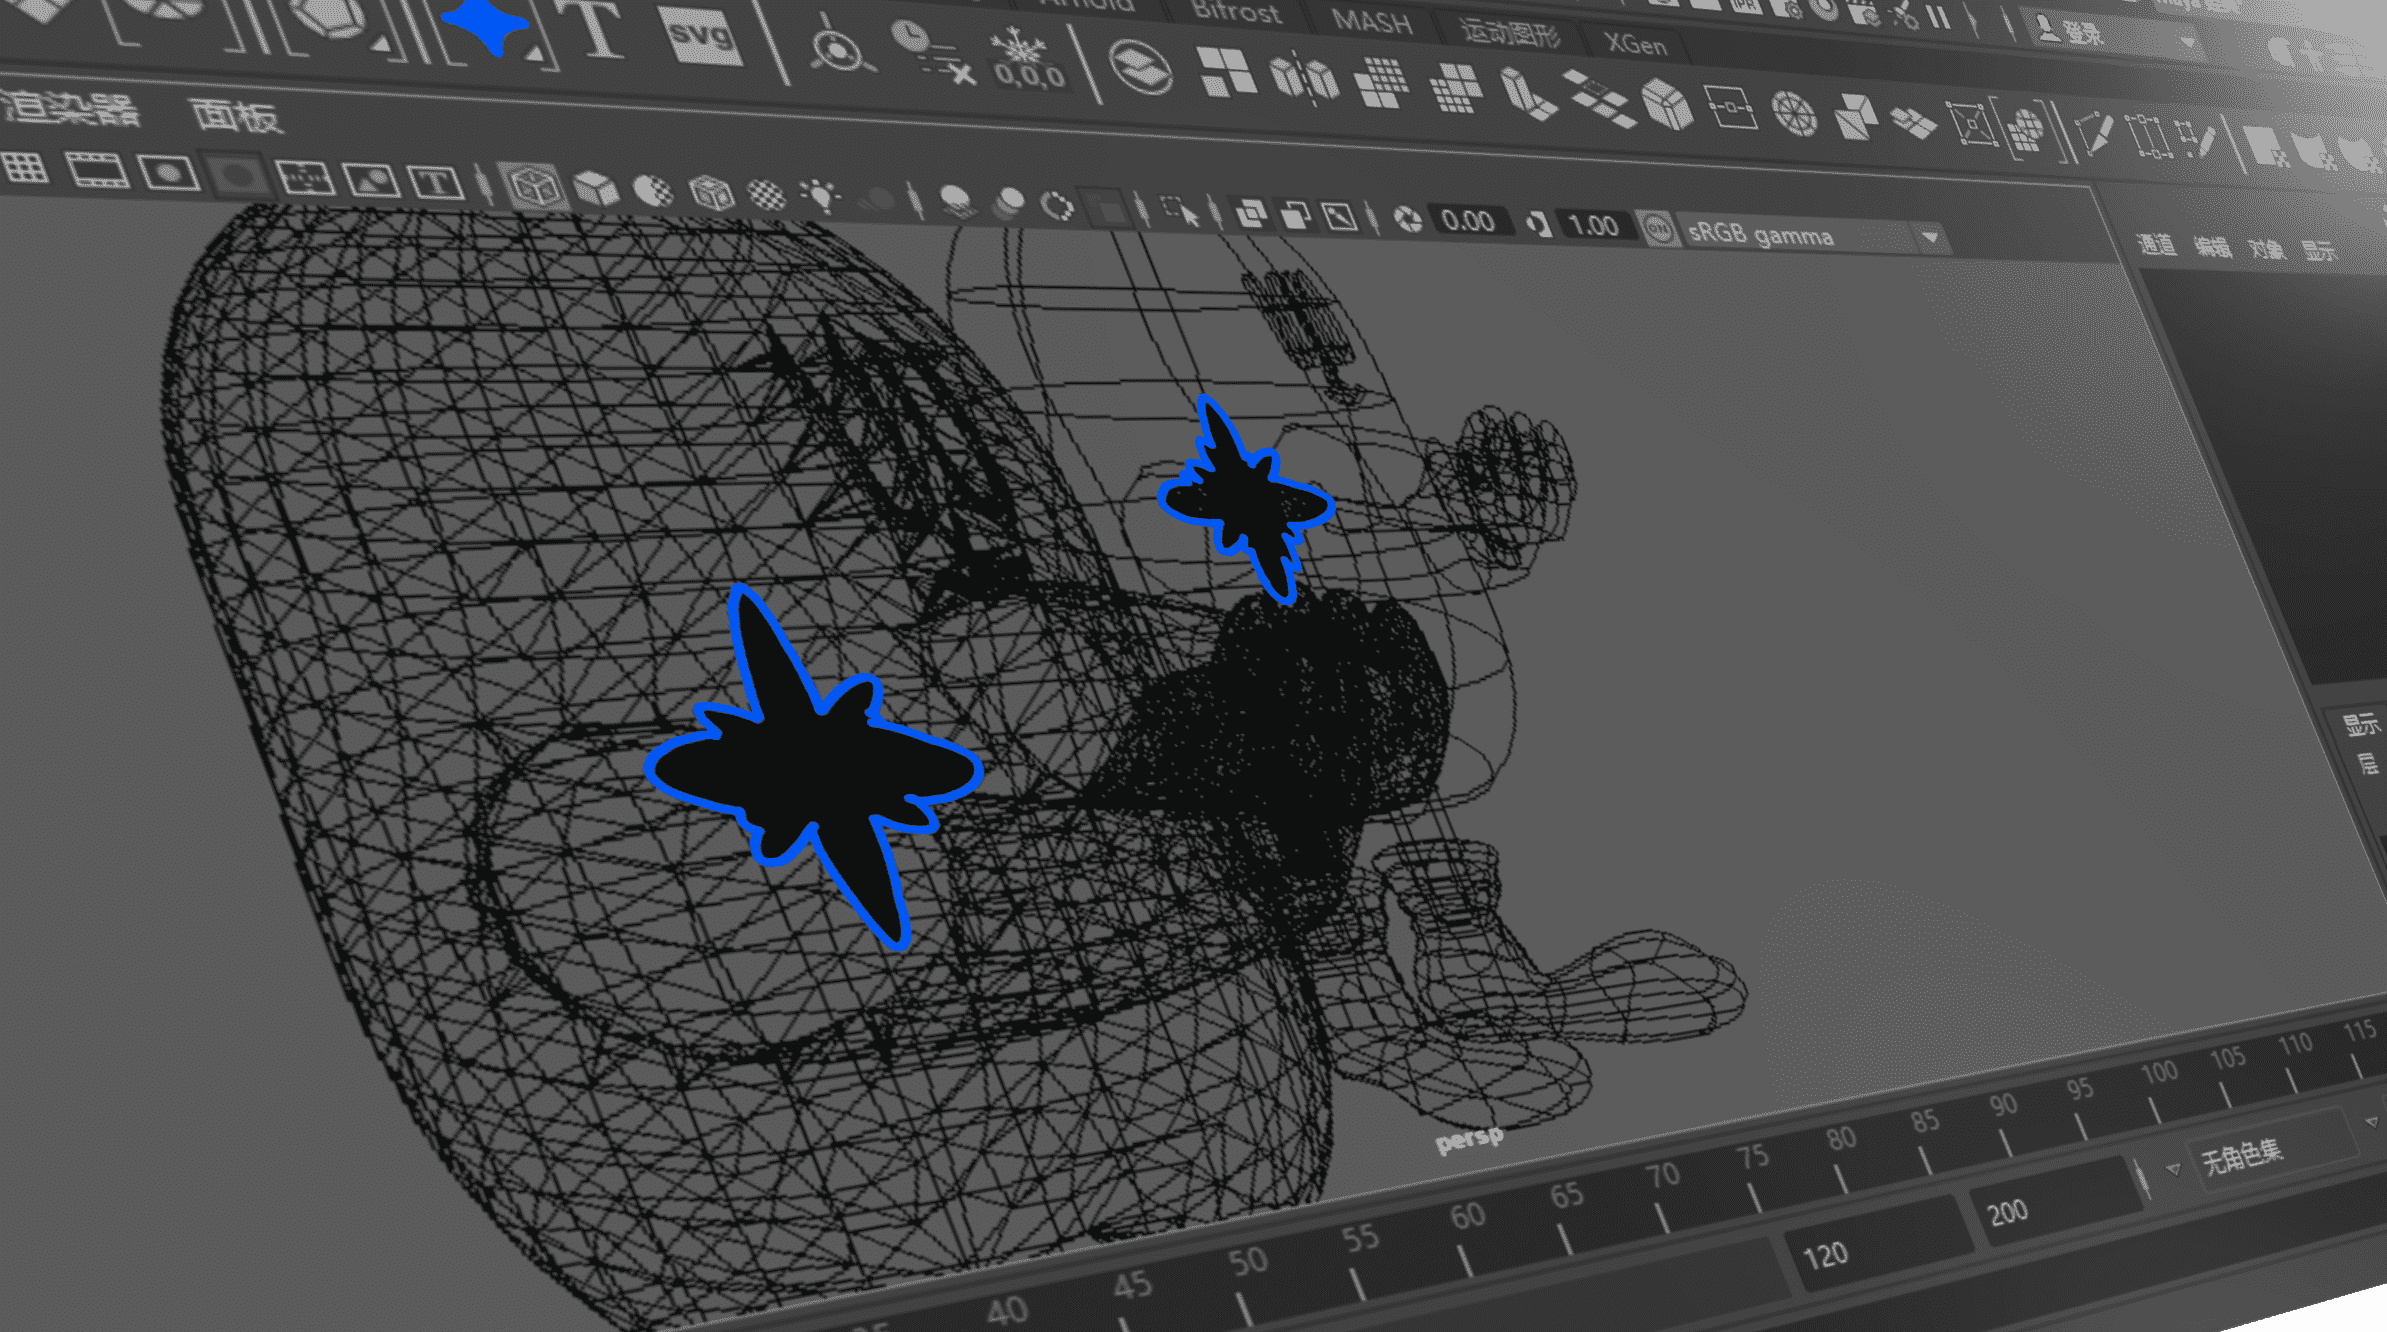 Arnold Bifrost MASH 运动图形 XGen
登录
T SVG
0,0,0
渲染器 面板
T 0.00 1.00 sRGB gamma
通道 编辑 对象 显示
显示
层
persp
40 45 50 55 60 65 70 75 80 85 90 95 100 105 110 115
120 200 无角色集